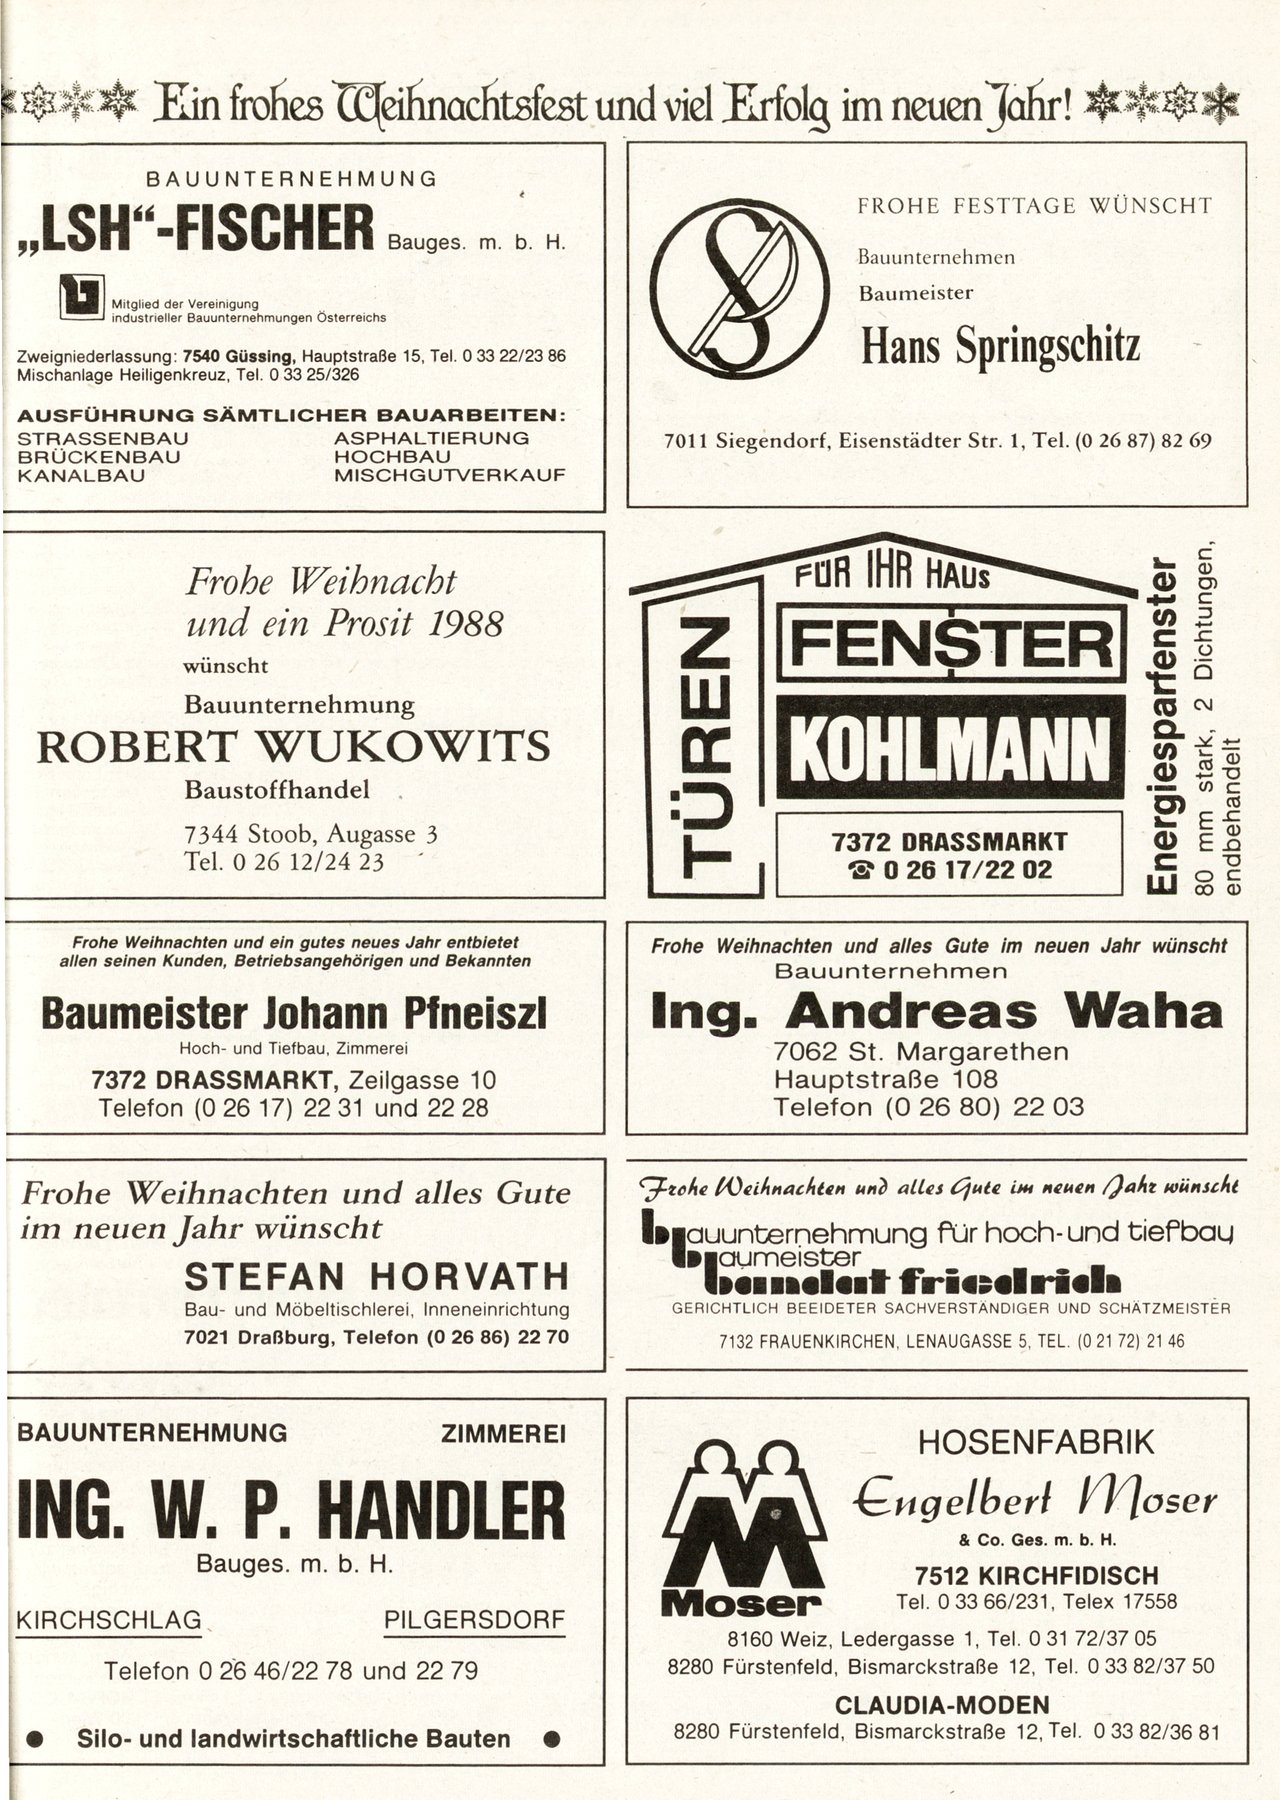 Ein frohes Weihnachtsfest und viel Erfolg im neuen Jahr!
BAUUNTERNEHMUNG
„LSH“-FISCHER Bauges. m. b. H.
Mitglied der Vereinigung
industrieller Bauunternehmungen Österreichs
Zweigniederlassung: 7540 Güssing, Hauptstraße 15, Tel. 0 33 22/23 86
Mischanlage Heiligenkreuz, Tel. 0 33 25/326
AUSFÜHRUNG SÄMTLICHER BAUARBEITEN:
STRASSENBAU ASPHALTIERUNG
BRÜCKENBAU HOCHBAU
KANALBAU MISCHGUTVERKAUF
FROHE FESTTAGE WÜNSCHT
Bauunternehmen
Baumeister
Hans Springschitz
7011 Siegendorf, Eisenstädter Str. 1, Tel. (0 26 87) 82 69
Frohe Weihnacht
und ein Prosit 1988
wünscht
Bauunternehmung
ROBERT WUKOWITS
Baustoffhandel
7344 Stoob, Augasse 3
Tel. 0 26 12/24 23
FÜR IHR HAUS
TÜREN
FENSTER
KOHLMANN
7372 DRASSMARKT
☎ 0 26 17/22 02
Energiesparfenster
80 mm stark, 2 Dichtungen,
endbehandelt
Frohe Weihnachten und ein gutes neues Jahr entbietet
allen seinen Kunden, Betriebsangehörigen und Bekannten
Baumeister Johann Pfneiszl
Hoch- und Tiefbau, Zimmerei
7372 DRASSMARKT, Zeilgasse 10
Telefon (0 26 17) 22 31 und 22 28
Frohe Weihnachten und alles Gute im neuen Jahr wünscht
Bauunternehmen
Ing. Andreas Waha
7062 St. Margarethen
Hauptstraße 108
Telefon (0 26 80) 22 03
Frohe Weihnachten und alles Gute
im neuen Jahr wünscht
STEFAN HORVATH
Bau- und Möbeltischlerei, Inneneinrichtung
7021 Draßburg, Telefon (0 26 86) 22 70
Frohe Weihnachten und alles Gute im neuen Jahr wünscht
bauunternehmung für hoch- und tiefbau
baumeister
bandat friedrich
GERICHTLICH BEEIDETER SACHVERSTÄNDIGER UND SCHÄTZMEISTER
7132 FRAUENKIRCHEN, LENAUGASSE 5, TEL. (0 21 72) 21 46
BAUUNTERNEHMUNG ZIMMEREI
ING. W. P. HANDLER
Bauges. m. b. H.
KIRCHSCHLAG PILGERSDORF
Telefon 0 26 46/22 78 und 22 79
● Silo- und landwirtschaftliche Bauten ●
HOSENFABRIK
Engelbert Moser
& Co. Ges. m. b. H.
7512 KIRCHFIDISCH
Tel. 0 33 66/231, Telex 17558
Moser
8160 Weiz, Ledergasse 1, Tel. 0 31 72/37 05
8280 Fürstenfeld, Bismarckstraße 12, Tel. 0 33 82/37 50
CLAUDIA-MODEN
8280 Fürstenfeld, Bismarckstraße 12, Tel. 0 33 82/36 81